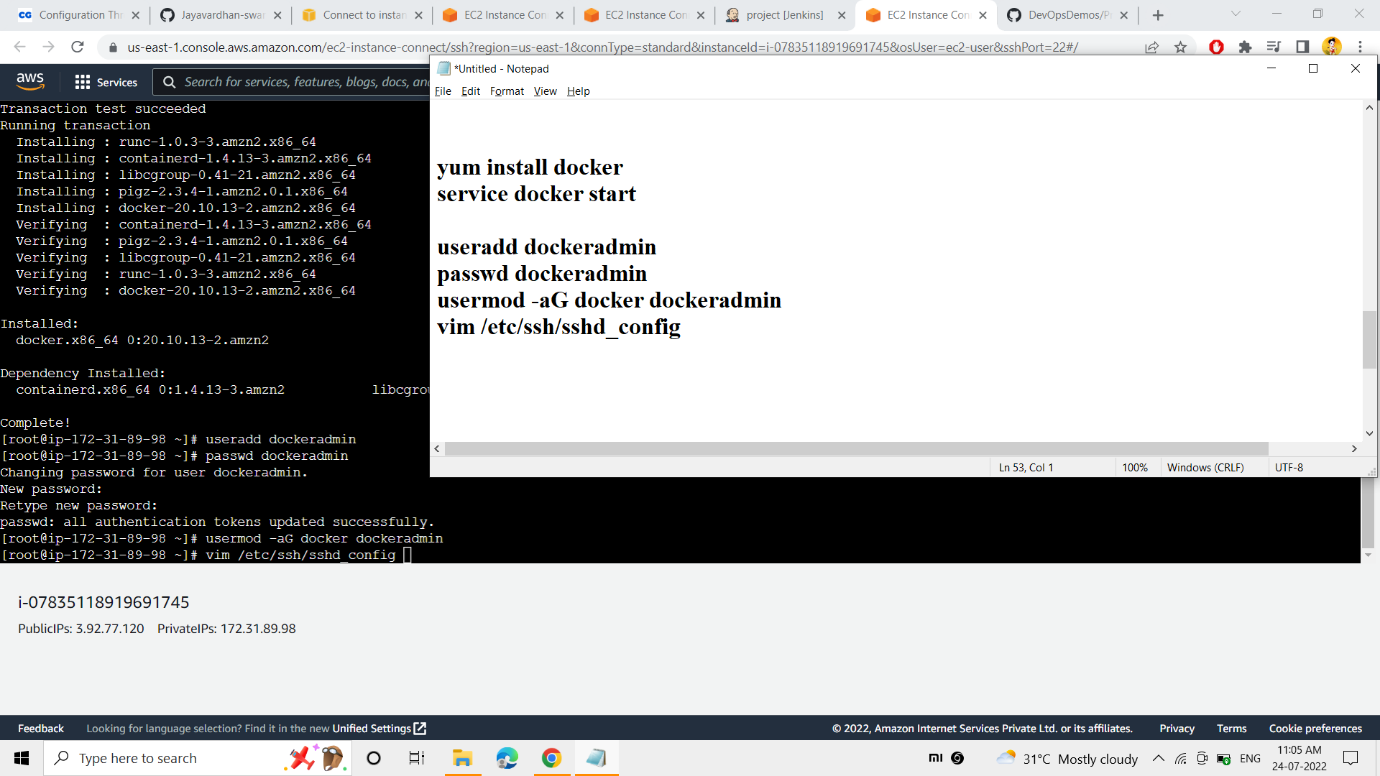 Configuration Thr
Jayavardhan-swar
Connect to instan
EC2 Instance Con
EC2 Instance Con
project [Jenkins]
EC2 Instance Con
DevOpsDemos/P
us-east-1.console.aws.amazon.com/ec2-instance-connect/ssh?region=us-east-1&connType=standard&instanceId=i-07835118919691745&osUser=ec2-user&sshPort=22#/
aws
Services
Search for services, features, blogs, docs, an
*Untitled - Notepad
File Edit Format View Help
yum install docker
service docker start
useradd dockeradmin
passwd dockeradmin
usermod -aG docker dockeradmin
vim /etc/ssh/sshd_config
Ln 53, Col 1
100%
Windows (CRLF)
UTF-8
Transaction test succeeded
Running transaction
Installing : runc-1.0.3-3.amzn2.x86_64
Installing : containerd-1.4.13-3.amzn2.x86_64
Installing : libcgroup-0.41-21.amzn2.x86_64
Installing : pigz-2.3.4-1.amzn2.0.1.x86_64
Installing : docker-20.10.13-2.amzn2.x86_64
Verifying  : containerd-1.4.13-3.amzn2.x86_64
Verifying  : pigz-2.3.4-1.amzn2.0.1.x86_64
Verifying  : libcgroup-0.41-21.amzn2.x86_64
Verifying  : runc-1.0.3-3.amzn2.x86_64
Verifying  : docker-20.10.13-2.amzn2.x86_64
Installed:
docker.x86_64 0:20.10.13-2.amzn2
Dependency Installed:
containerd.x86_64 0:1.4.13-3.amzn2 libcgrou
Complete!
[root@ip-172-31-89-98 ~]# useradd dockeradmin
[root@ip-172-31-89-98 ~]# passwd dockeradmin
Changing password for user dockeradmin.
New password:
Retype new password:
passwd: all authentication tokens updated successfully.
[root@ip-172-31-89-98 ~]# usermod -aG docker dockeradmin
[root@ip-172-31-89-98 ~]# vim /etc/ssh/sshd_config
i-07835118919691745
PublicIPs: 3.92.77.120 PrivateIPs: 172.31.89.98
Feedback
Looking for language selection? Find it in the new Unified Settings
© 2022, Amazon Internet Services Private Ltd. or its affiliates.
Privacy
Terms
Cookie preferences
Type here to search
31°C Mostly cloudy
ENG
11:05 AM
24-07-2022